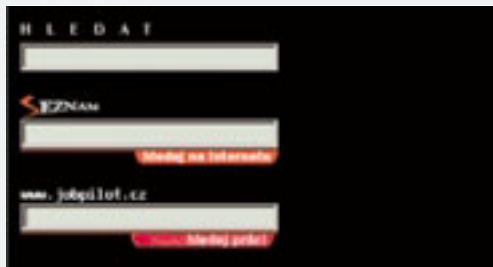 HLEDAT
SEZNAM
hledej na internetu
www.jobpilot.cz
hledej práci